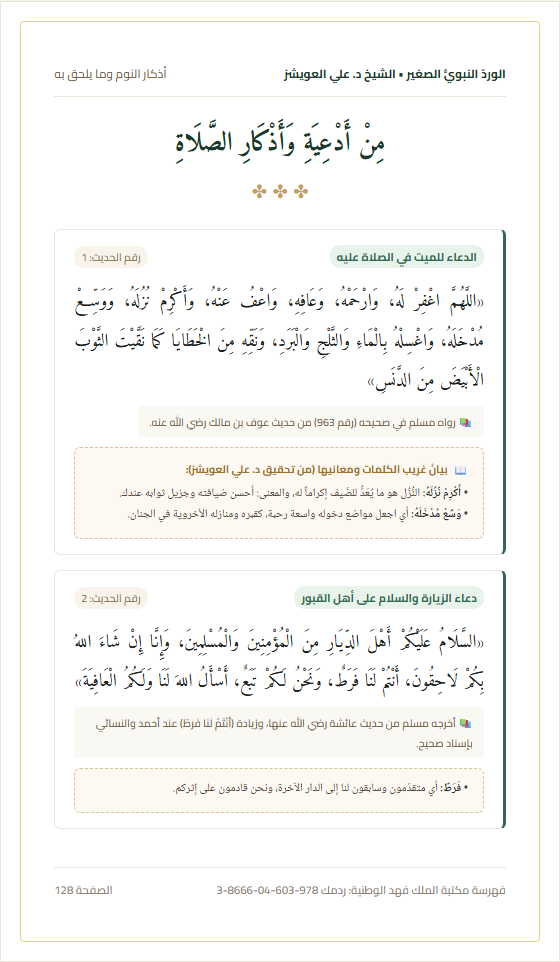 الوِردُ النبويُّ الصغير • الشيخ د. علي العويشز
أذكار النوم وما يلحق به
مِنْ أَدْعِيَةِ وَأَذْكَارِ الصَّلَاةِ
الدعاء للميت في الصلاة عليه
رقم الحديث: 1
«اللَّهُمَّ اغْفِرْ لَهُ، وَارْحَمْهُ، وَعَافِهِ، وَاعْفُ عَنْهُ، وَأَكْرِمْ نُزُلَهُ، وَوَسِّعْ
مُدْخَلَهُ، وَاغْسِلْهُ بِالْمَاءِ وَالثَّلْجِ وَالْبَرَدِ، وَنَقِّهِ مِنَ الْخَطَايَا كَمَا نَقَّيْتَ الثَّوْبَ
الْأَبْيَضَ مِنَ الدَّنَسِ»
رواه مسلم في صحيحه (رقم 963) من حديث عوف بن مالك رضي الله عنه.
بيانُ غريب الكلمات ومعانيها (من تحقيق د. علي العويشز):
• أَكْرِمْ نُزُلَهُ: النُّزُل هو ما يُعَدُّ للضَّيف إكراماً له، والمعنى: أحسن ضيافته وجزيل ثوابه عندك.
• وَسِّعْ مُدْخَلَهُ: أي اجعل مواضع دخوله واسعة رحبة، كقبره ومنازله الأخروية في الجنان.
دعاء الزيارة والسلام على أهل القبور
رقم الحديث: 2
«السَّلَامُ عَلَيْكُمْ أَهْلَ الدِّيَارِ مِنَ الْمُؤْمِنِينَ وَالْمُسْلِمِينَ، وَإِنَّا إِنْ شَاءَ اللهُ
بِكُمْ لَاحِقُونَ، أَنْتُمْ لَنَا فَرَطٌ، وَنَحْنُ لَكُمْ تَبَعٌ، أَسْأَلُ اللهَ لَنَا وَلَكُمُ الْعَافِيَةَ»
أخرجه مسلم من حديث عائشة رضي الله عنها، وزيادة (أَنْتُمْ لنا فرطٌ) عند أحمد والنسائي
بإسناد صحيح.
• فَرَطٌ: أي متقدّمون وسابقون لنا إلى الدار الآخرة، ونحن قادمون على إثركم.
فهرسة مكتبة الملك فهد الوطنية: ردمك 978-603-04-8666-3
الصفحة 128